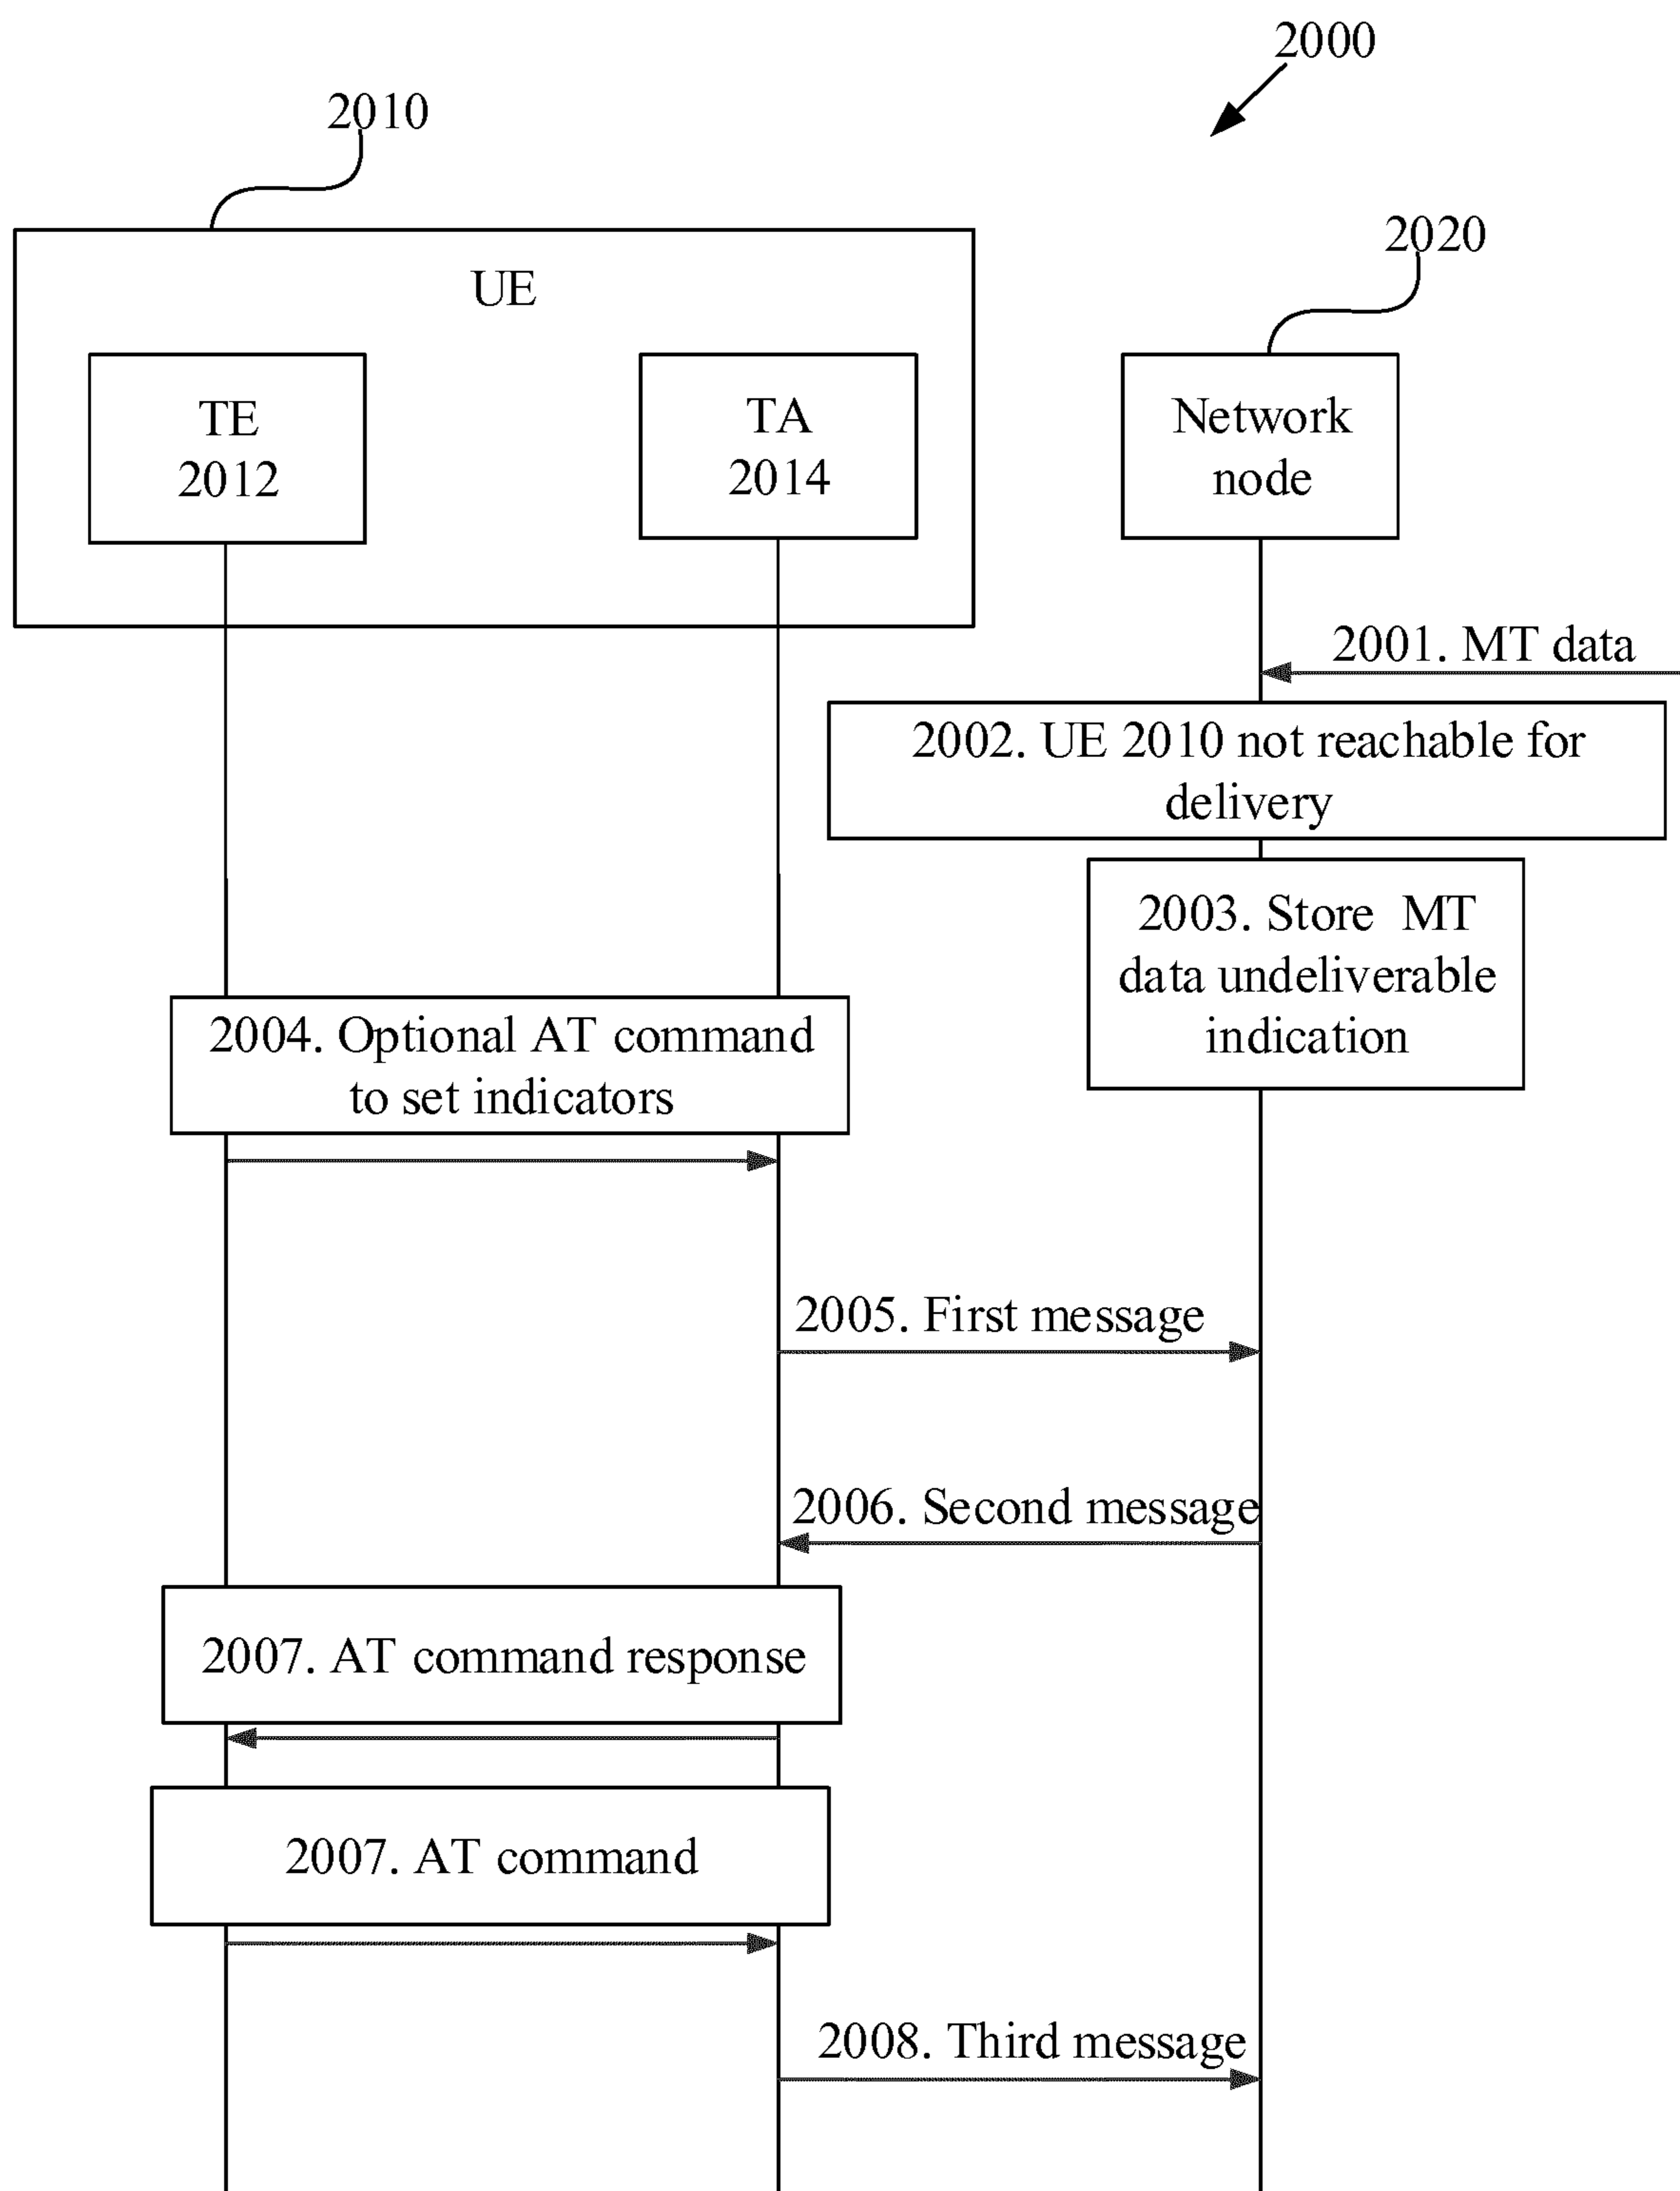 2000
2010
2020
UE
TE
2012
TA
2014
Network
node
2001. MT data
2002. UE 2010 not reachable for
delivery
2003. Store MT
data undeliverable
indication
2004. Optional AT command
to set indicators
2005. First message
2006. Second message
2007. AT command response
2007. AT command
2008. Third message